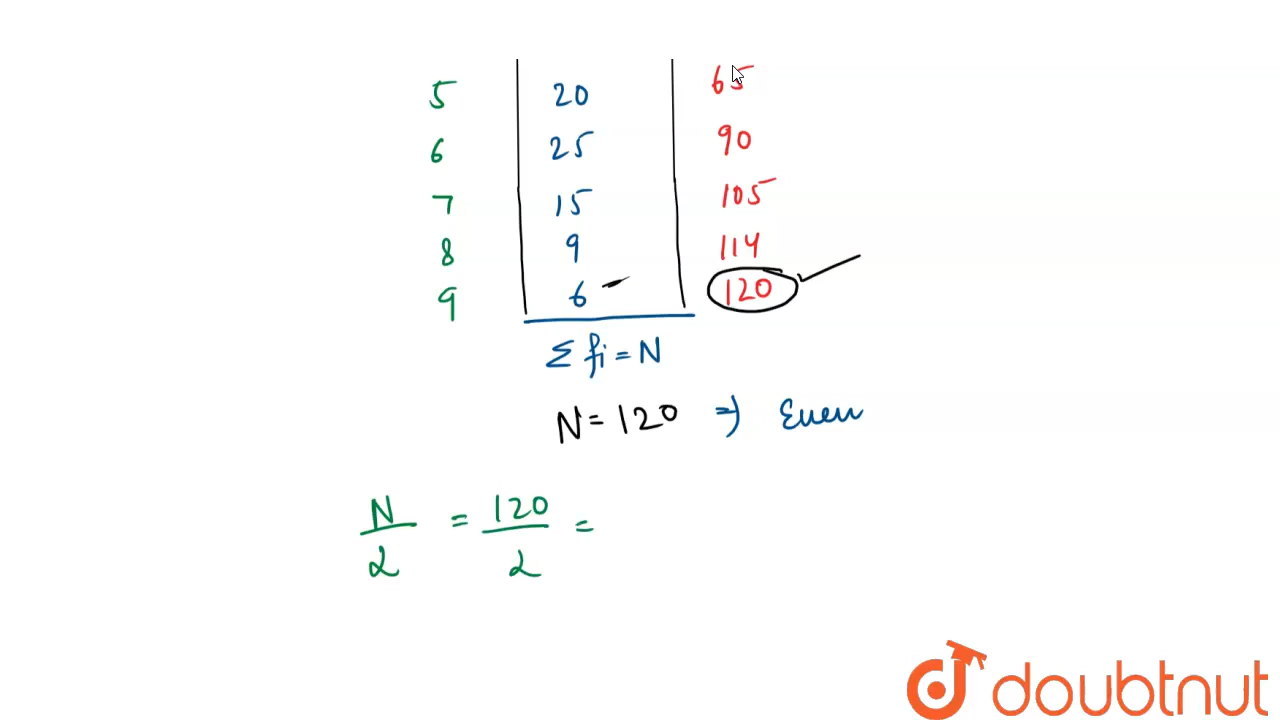 5 20 65
6 25 90
7 15 105
8 9 114
9 6 120
Σ fi = N
N = 120 ⇒ Even
N/2 = 120/2 =
doubtnut